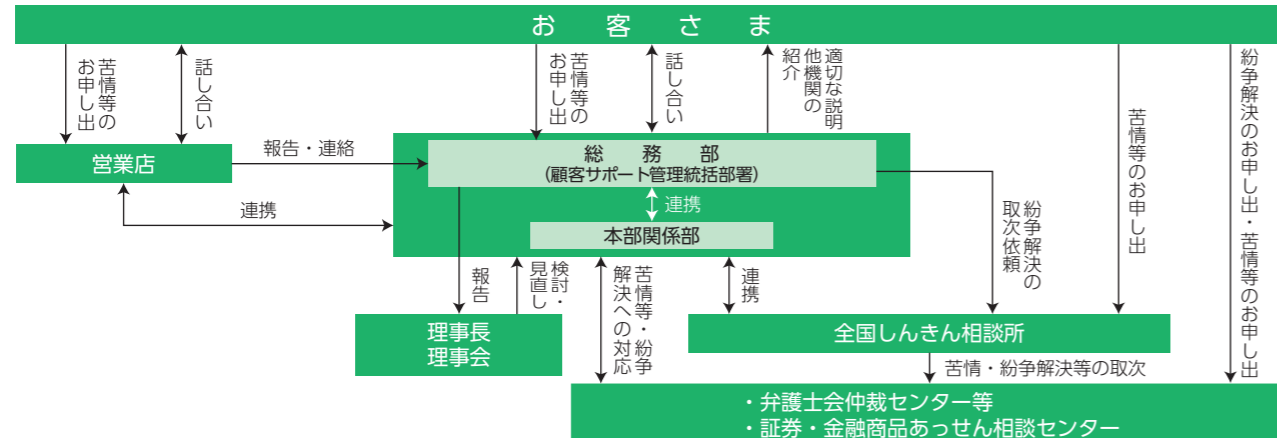 お客さま
苦情等の
お申し出
話し合い
苦情等の
お申し出
話し合い
適切な説明
他機関の
紹介
苦情等のお申し出
紛争解決のお申し出・苦情等のお申し出
営業店
報告・連絡
総務部
(顧客サポート管理統括部署)
連携
連携
本部関係部
紛争解決の
取次依頼
報告
検討・
見直し
苦情等・紛争
解決への対応
連携
理事長
理事会
全国しんきん相談所
苦情・紛争解決等の取次
・弁護士会仲裁センター等
・証券・金融商品あっせん相談センター